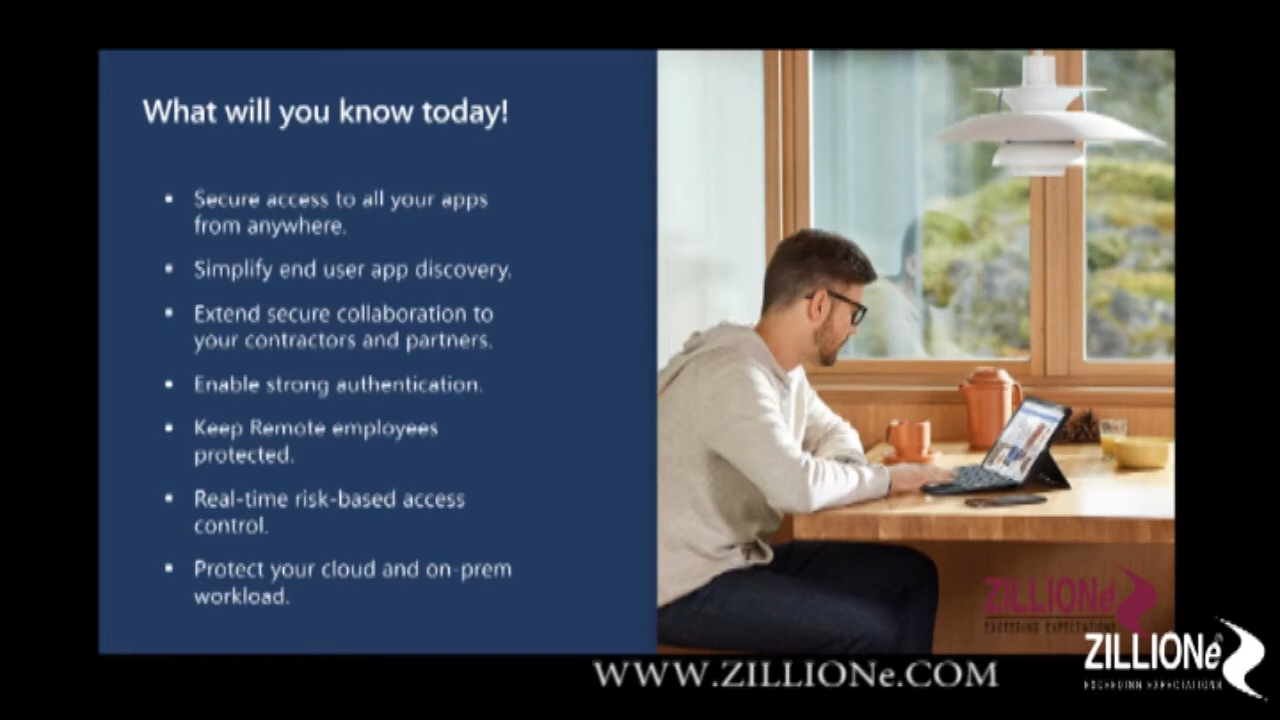 What will you know today!
▪ Secure access to all your apps
from anywhere.
▪ Simplify end user app discovery.
▪ Extend secure collaboration to
your contractors and partners.
▪ Enable strong authentication.
▪ Keep Remote employees
protected.
▪ Real-time risk-based access
control.
▪ Protect your cloud and on-prem
workload.
ZILLIONe
EXCEEDING EXPECTATIONS
WWW.ZILLIONe.COM
ZILLIONe
EXCEEDING EXPECTATIONS